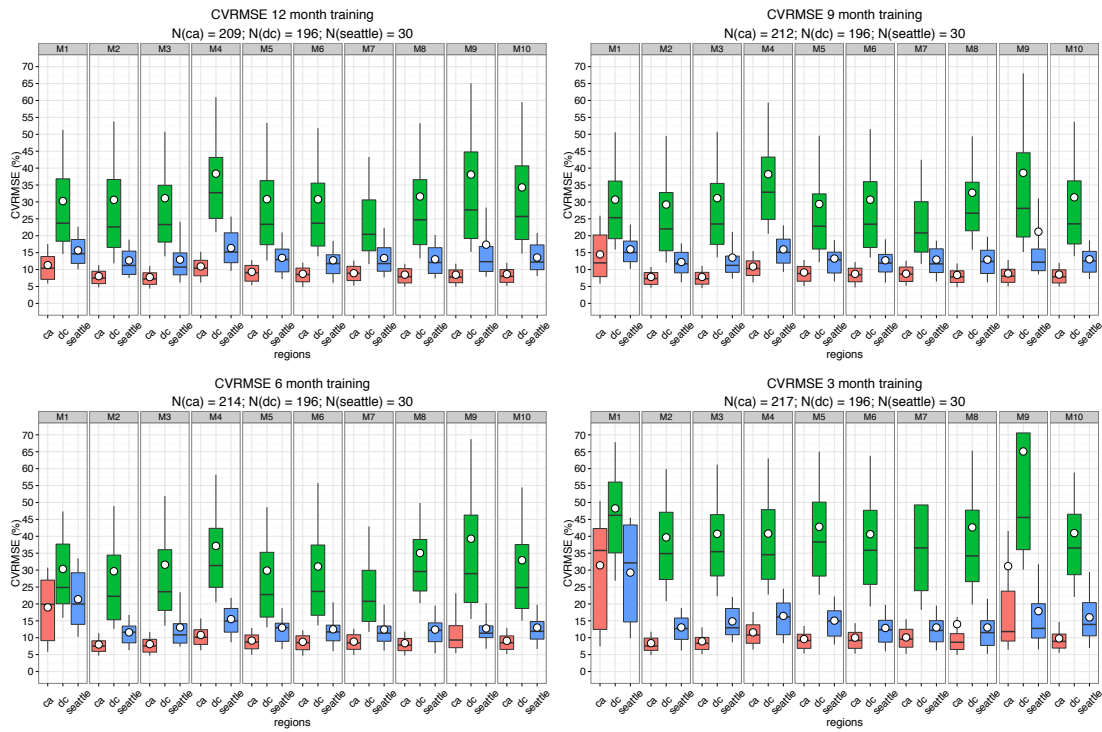 CVRMSE 12 month training
N(ca) = 209; N(dc) = 196; N(seattle) = 30
M1 M2 M3 M4 M5 M6 M7 M8 M9 M10
CVRMSE (%)
70
65
60
55
50
45
40
35
30
25
20
15
10
5
0
ca dc seattle ca dc seattle ca dc seattle ca dc seattle ca dc seattle ca dc seattle ca dc seattle ca dc seattle ca dc seattle ca dc seattle
regions
CVRMSE 9 month training
N(ca) = 212; N(dc) = 196; N(seattle) = 30
M1 M2 M3 M4 M5 M6 M7 M8 M9 M10
CVRMSE (%)
70
65
60
55
50
45
40
35
30
25
20
15
10
5
0
ca dc seattle ca dc seattle ca dc seattle ca dc seattle ca dc seattle ca dc seattle ca dc seattle ca dc seattle ca dc seattle ca dc seattle
regions
CVRMSE 6 month training
N(ca) = 214; N(dc) = 196; N(seattle) = 30
M1 M2 M3 M4 M5 M6 M7 M8 M9 M10
CVRMSE (%)
70
65
60
55
50
45
40
35
30
25
20
15
10
5
0
ca dc seattle ca dc seattle ca dc seattle ca dc seattle ca dc seattle ca dc seattle ca dc seattle ca dc seattle ca dc seattle ca dc seattle
regions
CVRMSE 3 month training
N(ca) = 217; N(dc) = 196; N(seattle) = 30
M1 M2 M3 M4 M5 M6 M7 M8 M9 M10
CVRMSE (%)
70
65
60
55
50
45
40
35
30
25
20
15
10
5
0
ca dc seattle ca dc seattle ca dc seattle ca dc seattle ca dc seattle ca dc seattle ca dc seattle ca dc seattle ca dc seattle ca dc seattle
regions